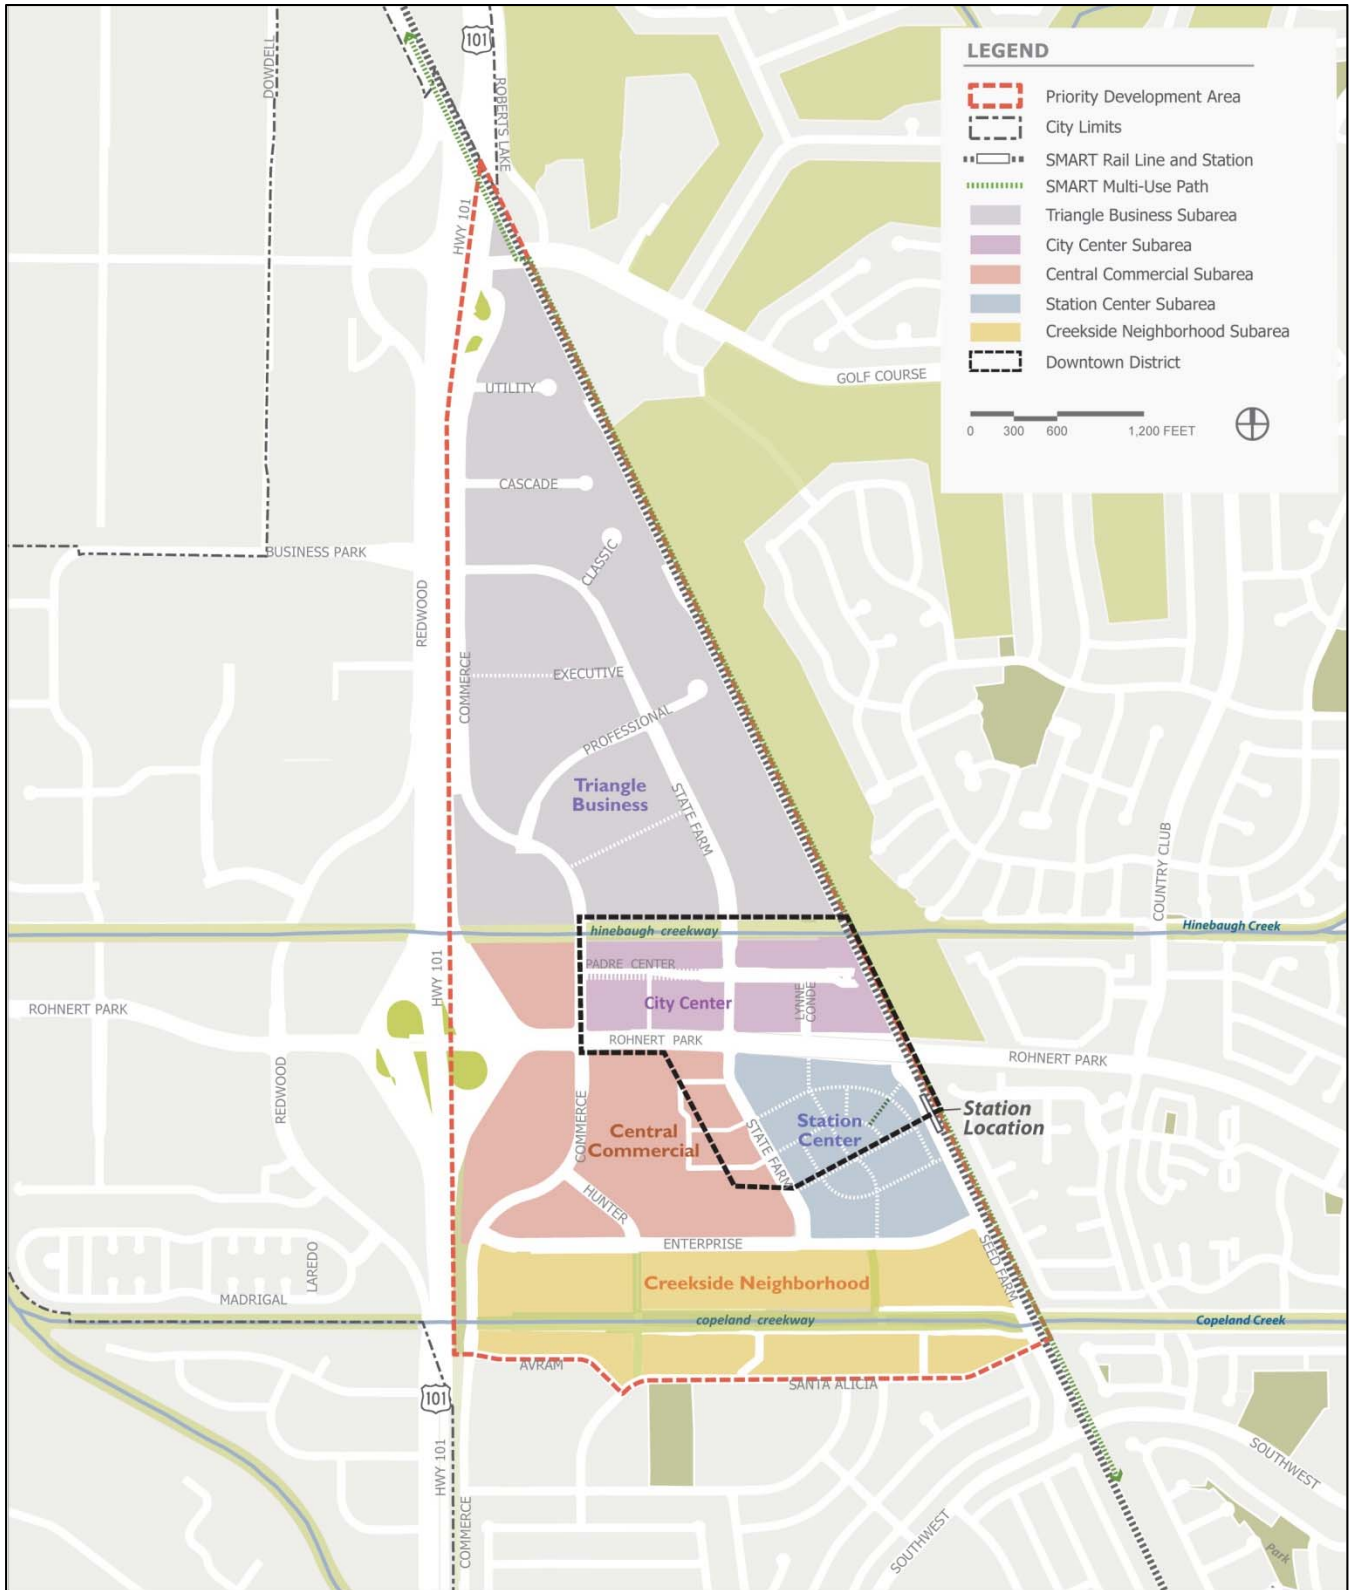 101
DOWDELL
ROBERTS LAKE
LEGEND
Priority Development Area
City Limits
SMART Rail Line and Station
SMART Multi-Use Path
Triangle Business Subarea
City Center Subarea
Central Commercial Subarea
Station Center Subarea
Creekside Neighborhood Subarea
Downtown District
0 300 600 1,200 FEET
HWY 101
GOLF COURSE
UTILITY
CASCADE
BUSINESS PARK
CLASSIC
REDWOOD
COMMERCE
EXECUTIVE
PROFESSIONAL
Triangle
Business
STATE FARM
COUNTRY CLUB
hinebaugh creekway
Hinebaugh Creek
PADRE CENTER
HWY 101
City Center
LYNNE
CONDE
ROHNERT PARK
ROHNERT PARK
ROHNERT PARK
REDWOOD
COMMERCE
Central
Commercial
STATE FARM
Station
Center
Station
Location
HUNTER
ENTERPRISE
SEED FARM
LAREDO
MADRIGAL
Creekside Neighborhood
copeland creekway
Copeland Creek
AVRAM
SANTA ALICIA
101
HWY 101
COMMERCE
SOUTHWEST
SOUTHWEST
Park